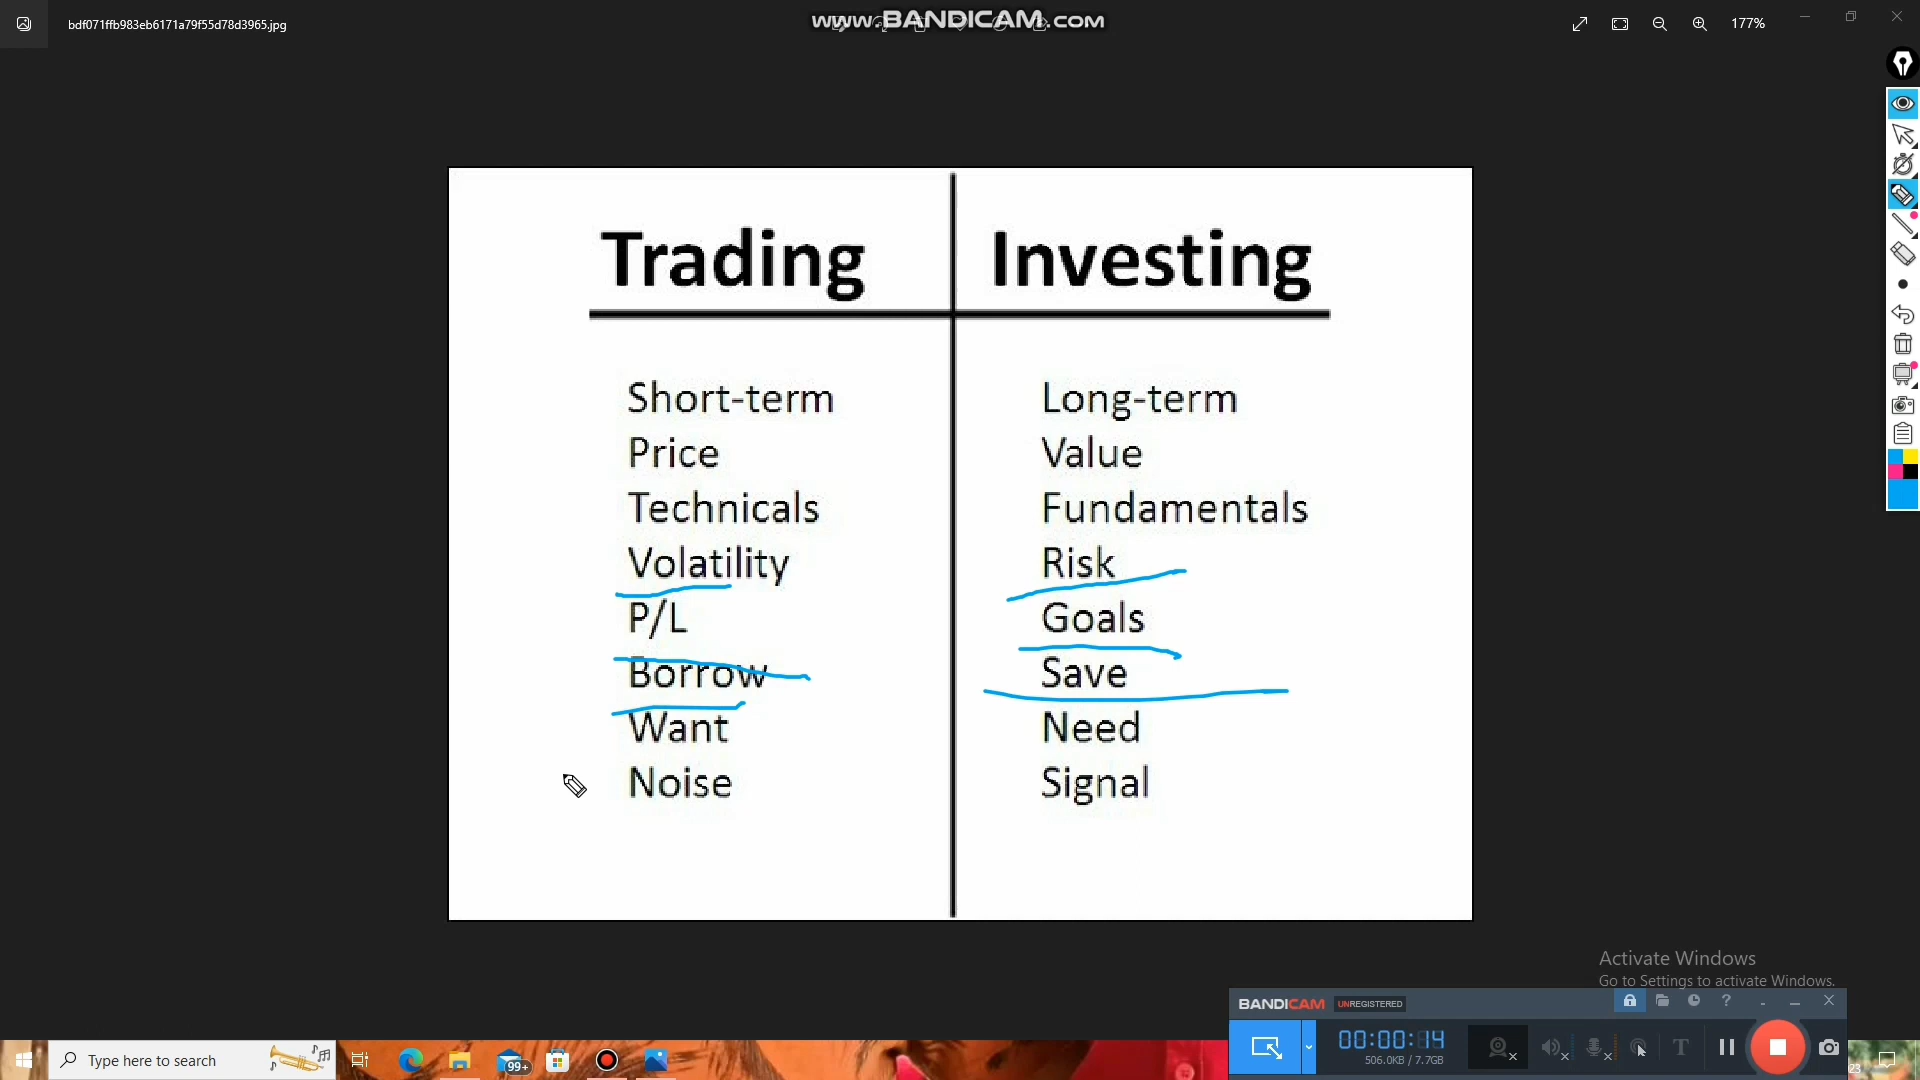 bdf071ffb983eb6171a79f55d78d3965.jpg
www.BANDICAM.com
177%
Trading
Investing
Short-term
Long-term
Price
Value
Technicals
Fundamentals
Volatility
Risk
P/L
Goals
Borrow
Save
Want
Need
Noise
Signal
Activate Windows
Go to Settings to activate Windows.
BANDICAM UNREGISTERED
?
00:00:14
506.0KB / 7.7GB
T
Type here to search
99+
23